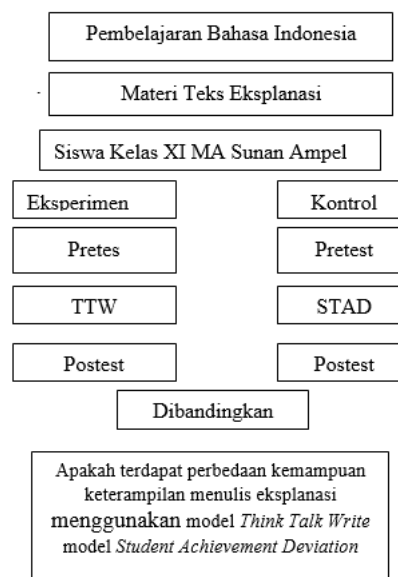 Pembelajaran Bahasa Indonesia
Materi Teks Eksplanasi
Siswa Kelas XI MA Sunan Ampel
Eksperimen Kontrol
Pretes Pretest
TTW STAD
Postest Postest
Dibandingkan
Apakah terdapat perbedaan kemampuan
keterampilan menulis eksplanasi
menggunakan model Think Talk Write
model Student Achievement Deviation